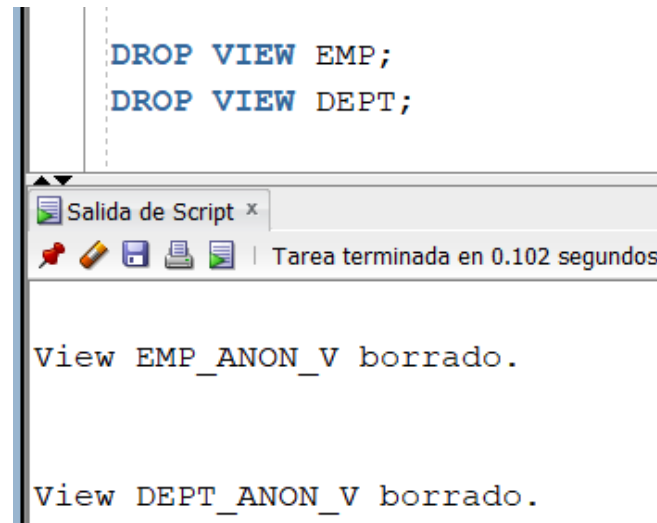 DROP VIEW EMP;
DROP VIEW DEPT;
Salida de Script x
Tarea terminada en 0.102 segundos
View EMP_ANON_V borrado.
View DEPT_ANON_V borrado.